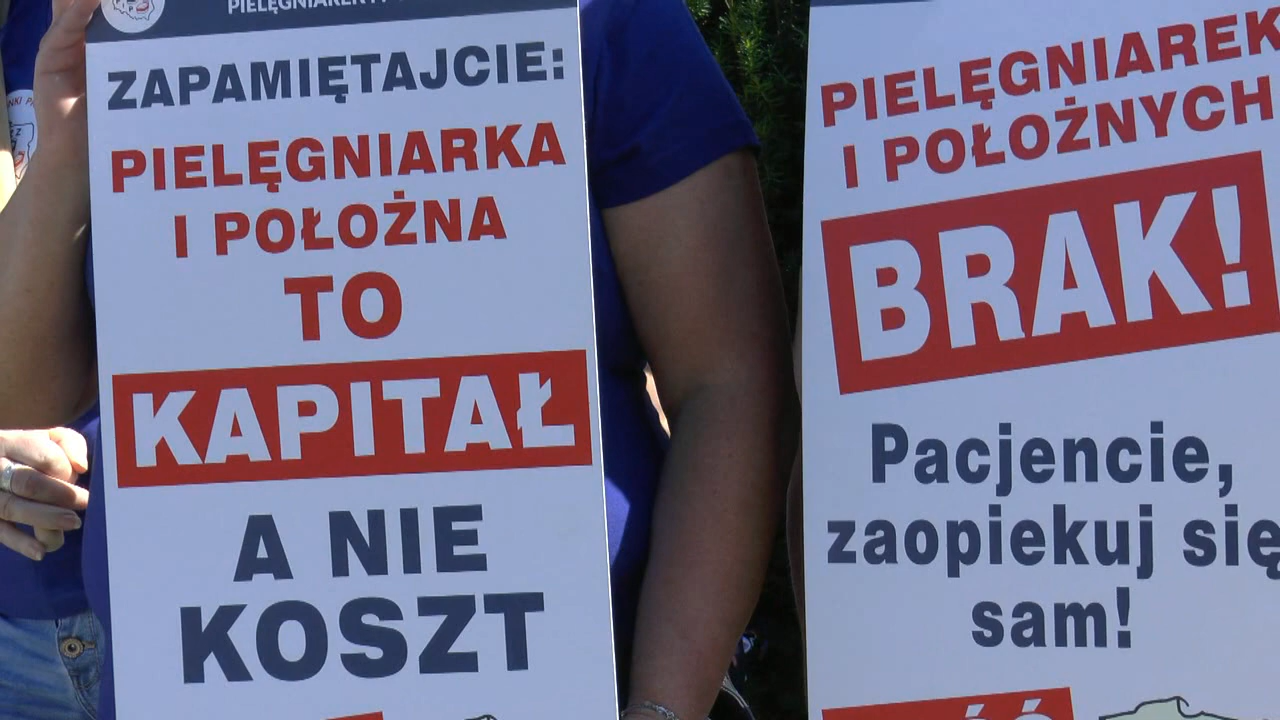 ZAPAMIĘTAJCIE:
PIELĘGNIARKA
I POŁOŻNA
TO
KAPITAŁ
A NIE
KOSZT
PIELĘGNIAREK
I POŁOŻNYCH
BRAK!
Pacjencie,
zaopiekuj się
sam!